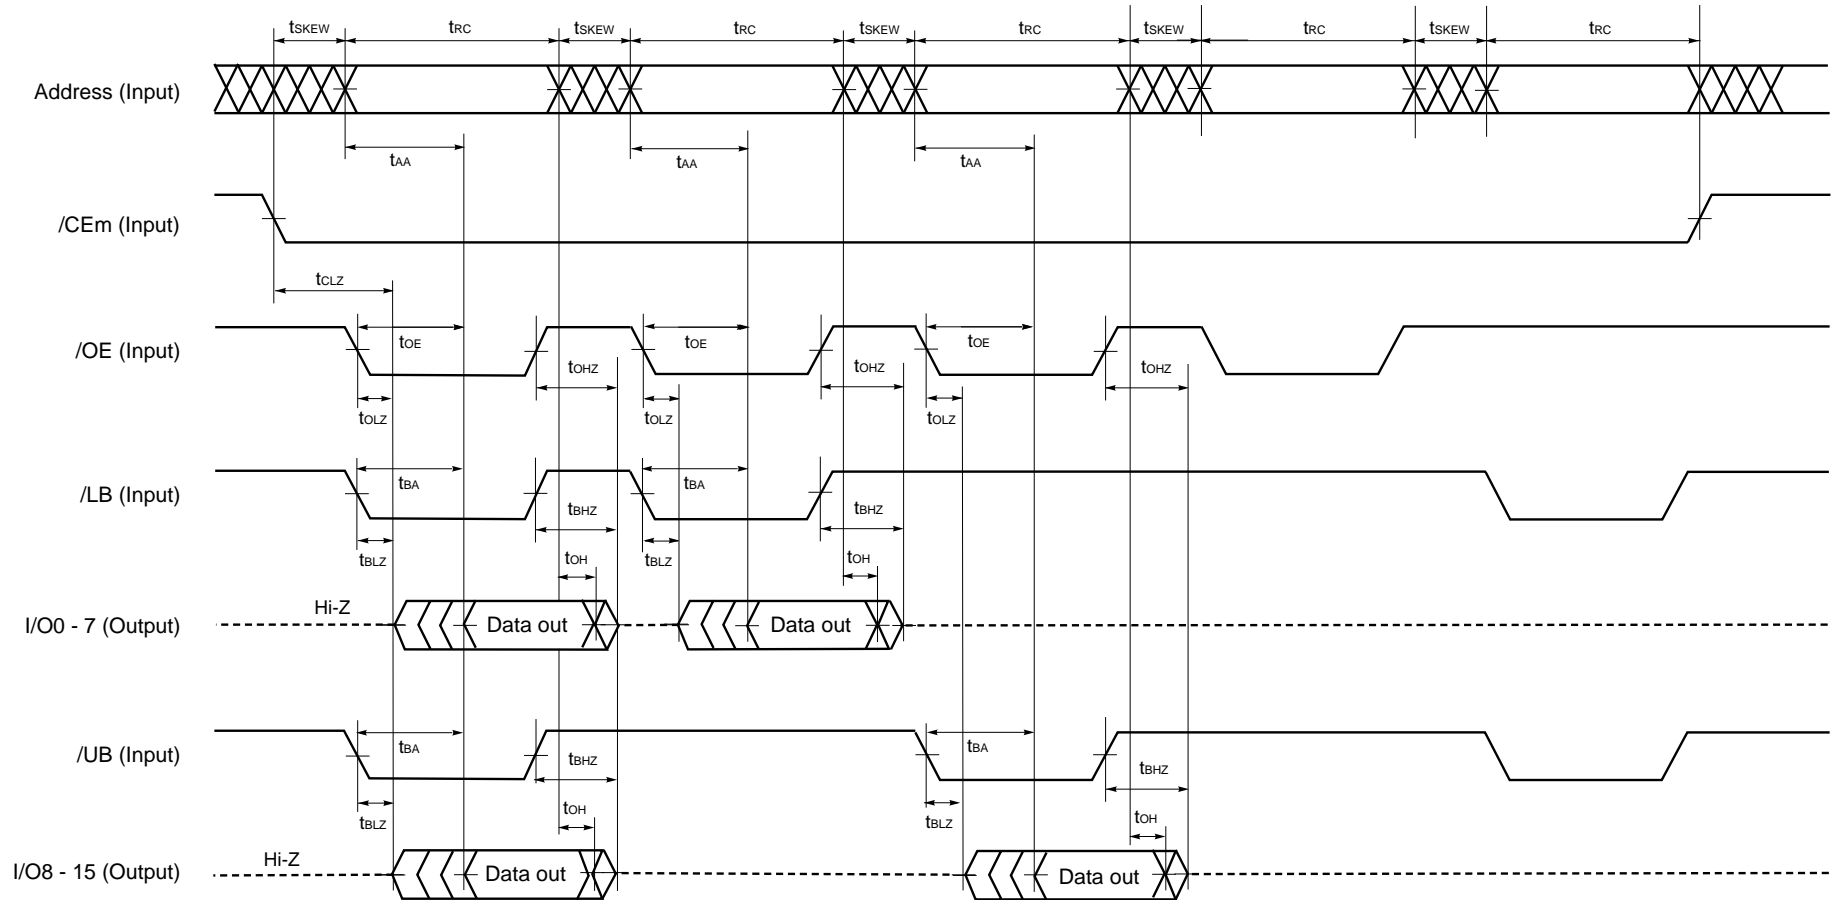 tSKEW tRC tSKEW tRC tSKEW tRC tSKEW tRC tSKEW tRC
Address (Input)
tAA tAA tAA
/CEm (Input)
tCLZ
/OE (Input)
tOE tOE tOE
tOHZ tOHZ tOHZ
tOLZ tOLZ tOLZ
/LB (Input)
tBA tBA
tBHZ tBHZ
tBLZ tOH tBLZ tOH
Hi-Z
I/O0 - 7 (Output) Data out Data out
/UB (Input)
tBA tBA
tBHZ tBHZ
tBLZ tOH tBLZ tOH
Hi-Z
I/O8 - 15 (Output) Data out Data out